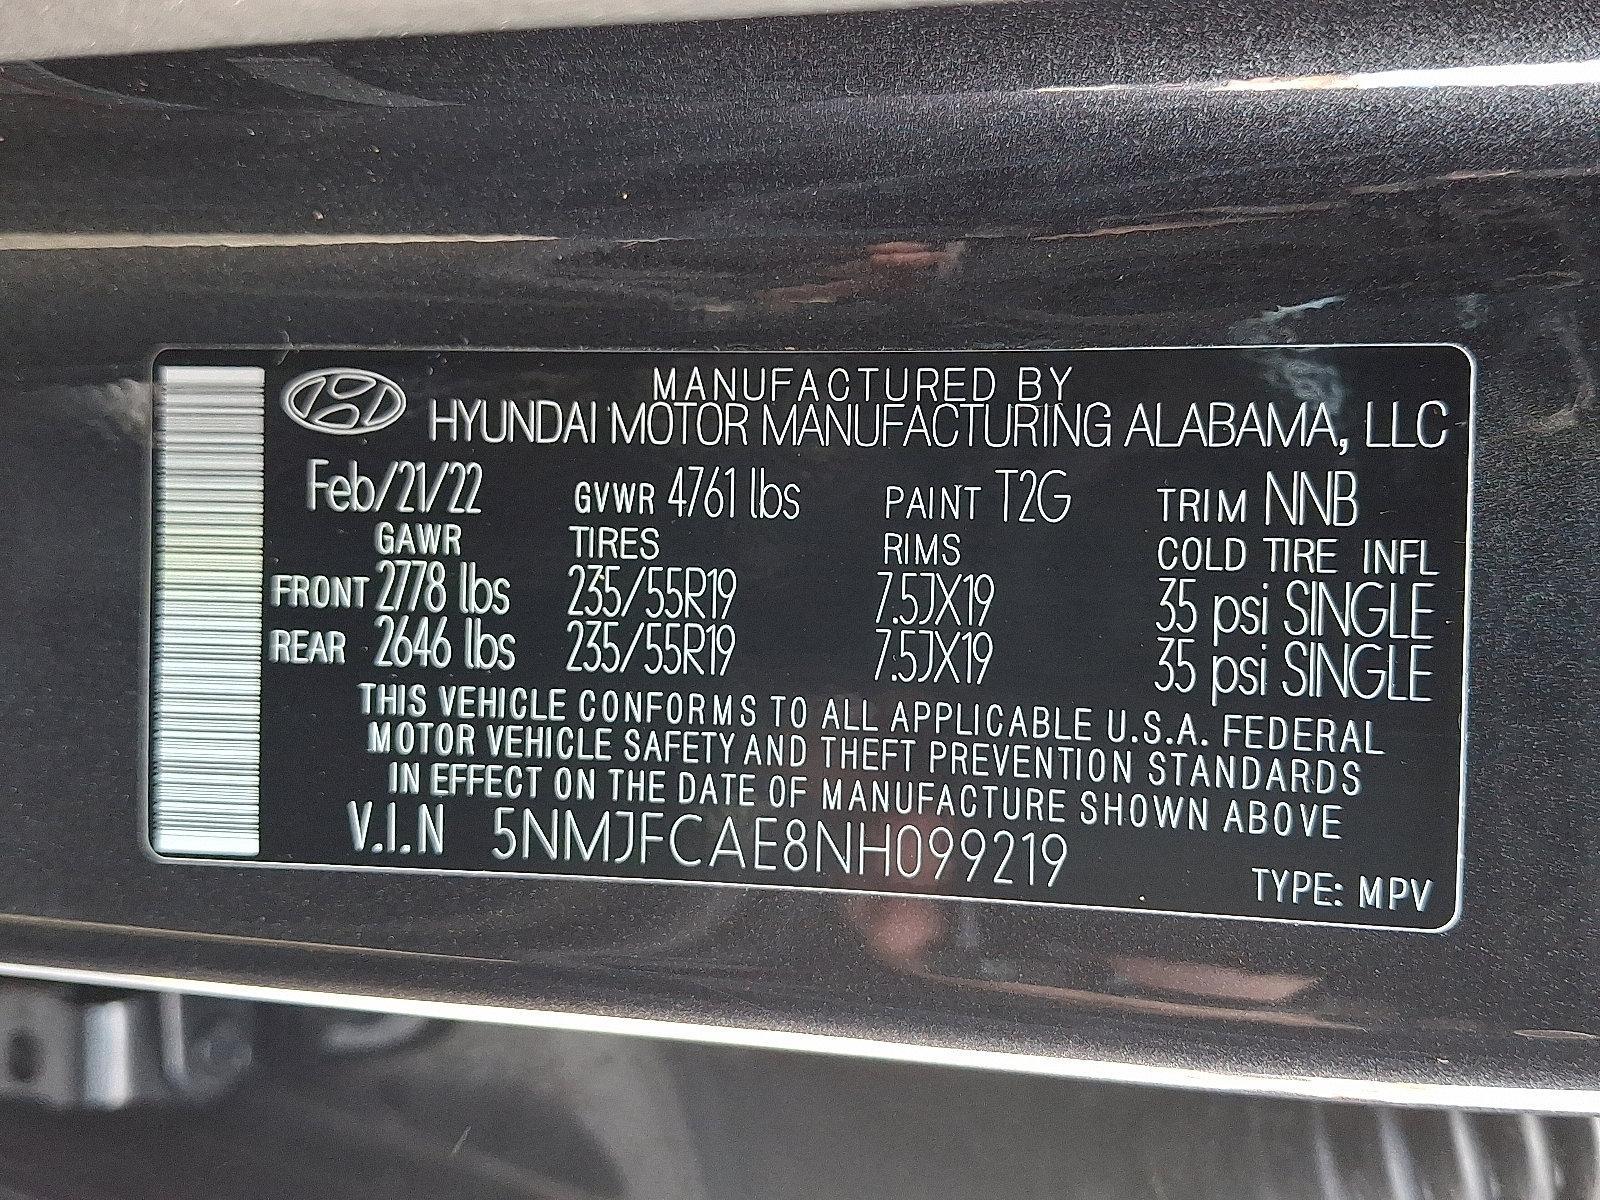 MANUFACTURED BY
HYUNDAI MOTOR MANUFACTURING ALABAMA, LLC
Feb/21/22 GVWR 4761 lbs PAINT T2G TRIM NNB
GAWR TIRES RIMS COLD TIRE INFL
FRONT 2778 lbs 235/55R19 7.5JX19 35 psi SINGLE
REAR 2646 lbs 235/55R19 7.5JX19 35 psi SINGLE
THIS VEHICLE CONFORMS TO ALL APPLICABLE U.S.A. FEDERAL
MOTOR VEHICLE SAFETY AND THEFT PREVENTION STANDARDS
IN EFFECT ON THE DATE OF MANUFACTURE SHOWN ABOVE
V.I.N 5NMJFCAE8NH099219
TYPE: MPV